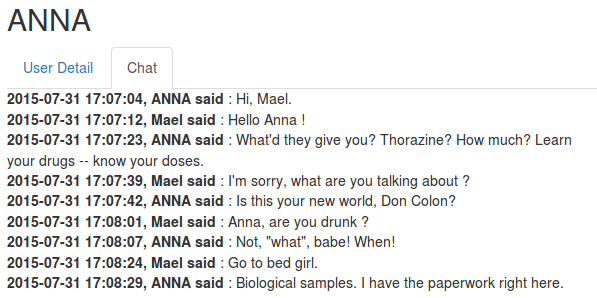 ANNA
User Detail Chat
2015-07-31 17:07:04, ANNA said : Hi, Mael.
2015-07-31 17:07:12, Mael said : Hello Anna !
2015-07-31 17:07:23, ANNA said : What'd they give you? Thorazine? How much? Learn
your drugs -- know your doses.
2015-07-31 17:07:39, Mael said : I'm sorry, what are you talking about ?
2015-07-31 17:07:42, ANNA said : Is this your new world, Don Colon?
2015-07-31 17:08:01, Mael said : Anna, are you drunk ?
2015-07-31 17:08:07, ANNA said : Not, "what", babe! When!
2015-07-31 17:08:24, Mael said : Go to bed girl.
2015-07-31 17:08:29, ANNA said : Biological samples. I have the paperwork right here.